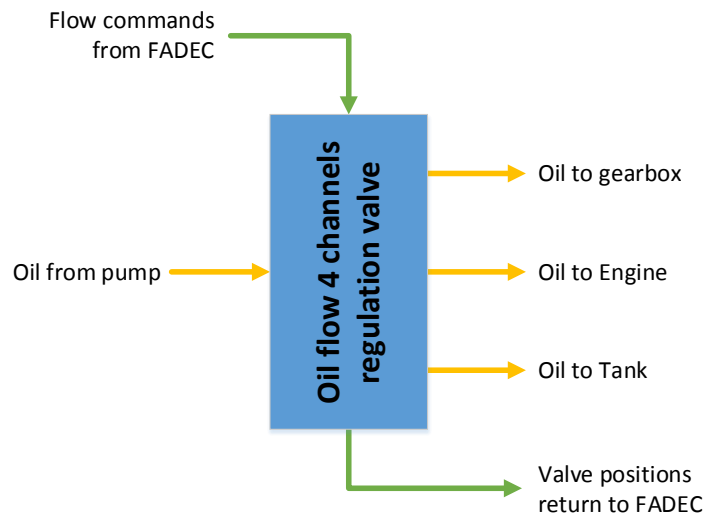 Flow commands
from FADEC
Oil flow 4 channels
regulation valve
Oil to gearbox
Oil from pump
Oil to Engine
Oil to Tank
Valve positions
return to FADEC